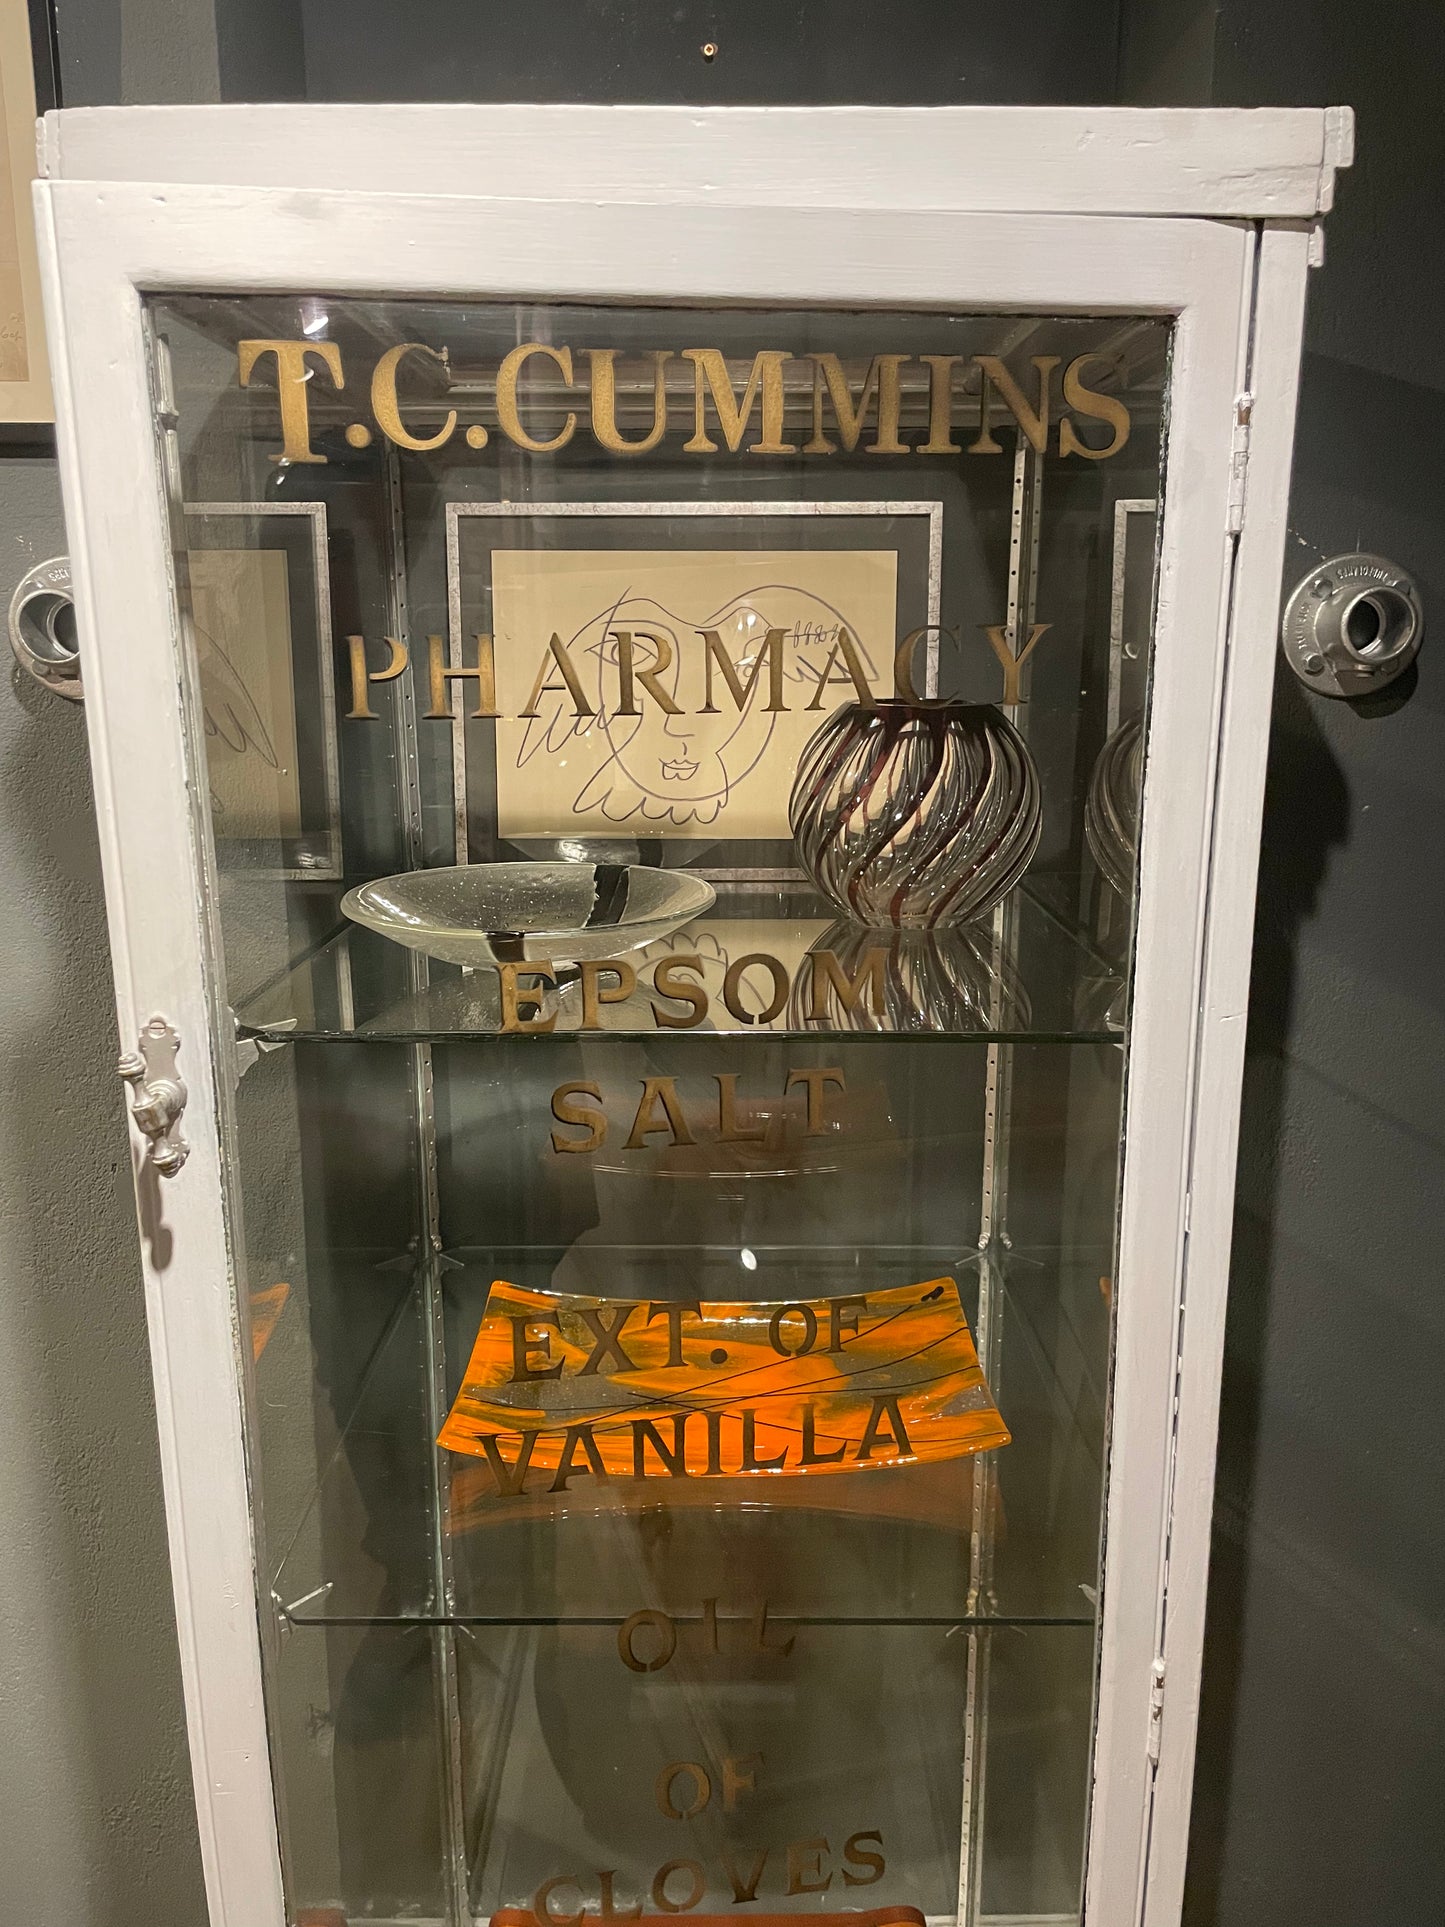 T.C.CUMMINS
PHARMACY
EPSOM
SALT
EXT. OF
VANILLA
OIL
OF
CLOVES